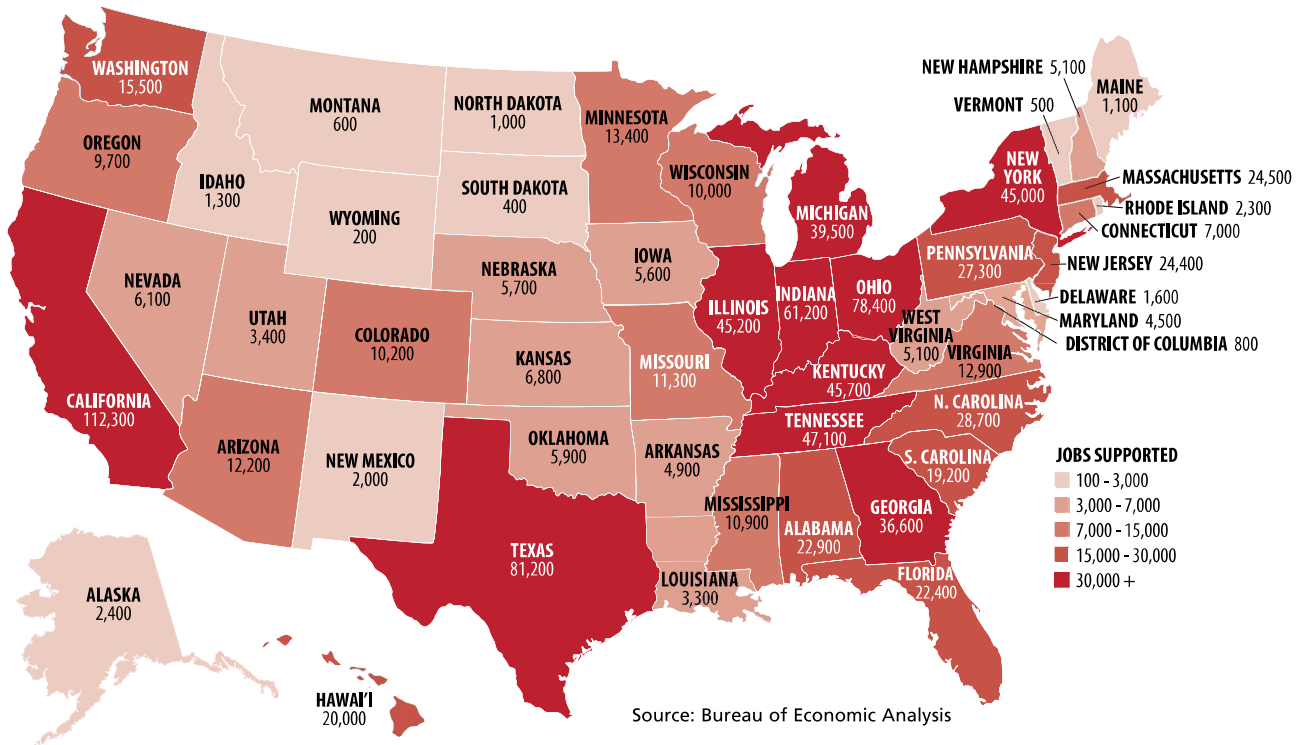 WASHINGTON
15,500
OREGON
9,700
CALIFORNIA
112,300
NEVADA
6,100
IDAHO
1,300
MONTANA
600
WYOMING
200
UTAH
3,400
ARIZONA
12,200
COLORADO
10,200
NEW MEXICO
2,000
NORTH DAKOTA
1,000
SOUTH DAKOTA
400
NEBRASKA
5,700
KANSAS
6,800
OKLAHOMA
5,900
TEXAS
81,200
MINNESOTA
13,400
IOWA
5,600
MISSOURI
11,300
ARKANSAS
4,900
LOUISIANA
3,300
WISCONSIN
10,000
ILLINOIS
45,200
MICHIGAN
39,500
INDIANA
61,200
OHIO
78,400
KENTUCKY
45,700
TENNESSEE
47,100
MISSISSIPPI
10,900
ALABAMA
22,900
GEORGIA
36,600
FLORIDA
22,400
S. CAROLINA
19,200
N. CAROLINA
28,700
VIRGINIA
12,900
WEST
VIRGINIA
5,100
PENNSYLVANIA
27,300
NEW
YORK
45,000
NEW HAMPSHIRE 5,100
VERMONT 500
MAINE
1,100
MASSACHUSETTS 24,500
RHODE ISLAND 2,300
CONNECTICUT 7,000
NEW JERSEY 24,400
DELAWARE 1,600
MARYLAND 4,500
DISTRICT OF COLUMBIA 800
ALASKA
2,400
HAWAI'I
20,000
JOBS SUPPORTED
100 - 3,000
3,000 - 7,000
7,000 - 15,000
15,000 - 30,000
30,000 +
Source: Bureau of Economic Analysis